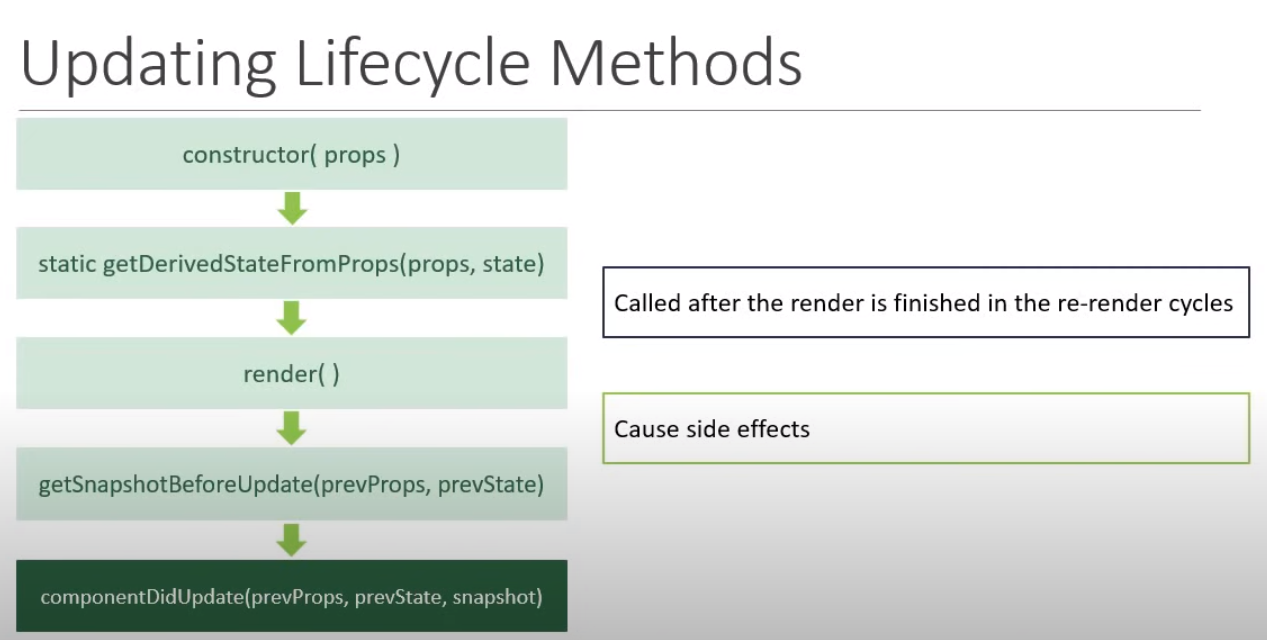 Updating Lifecycle Methods
constructor( props )
static getDerivedStateFromProps(props, state)
render( )
getSnapshotBeforeUpdate(prevProps, prevState)
componentDidUpdate(prevProps, prevState, snapshot)
Called after the render is finished in the re-render cycles
Cause side effects